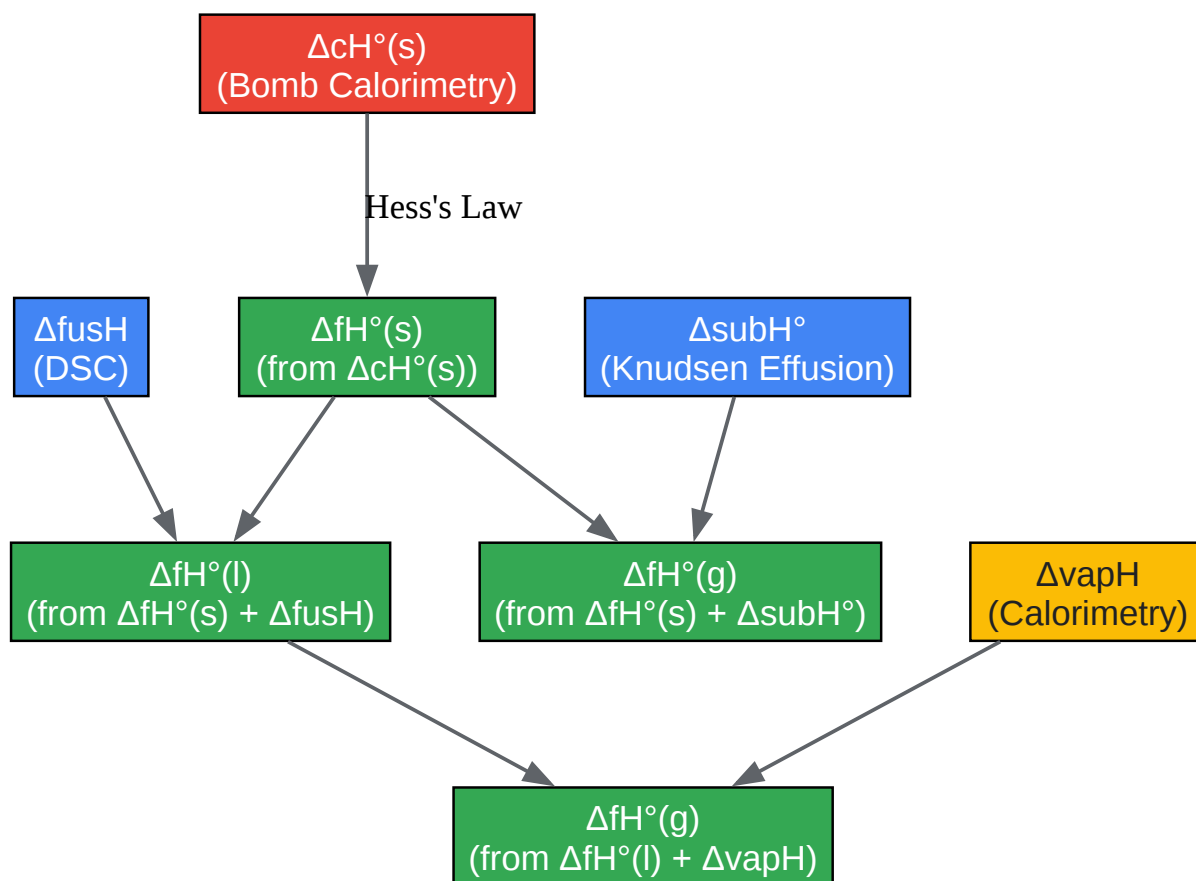 ΔcH°(s)
(Bomb Calorimetry)
Hess's Law
ΔfusH
(DSC)
ΔfH°(s)
(from ΔcH°(s))
ΔsubH°
(Knudsen Effusion)
ΔfH°(l)
(from ΔfH°(s) + ΔfusH)
ΔfH°(g)
(from ΔfH°(s) + ΔsubH°)
ΔvapH
(Calorimetry)
ΔfH°(g)
(from ΔfH°(l) + ΔvapH)